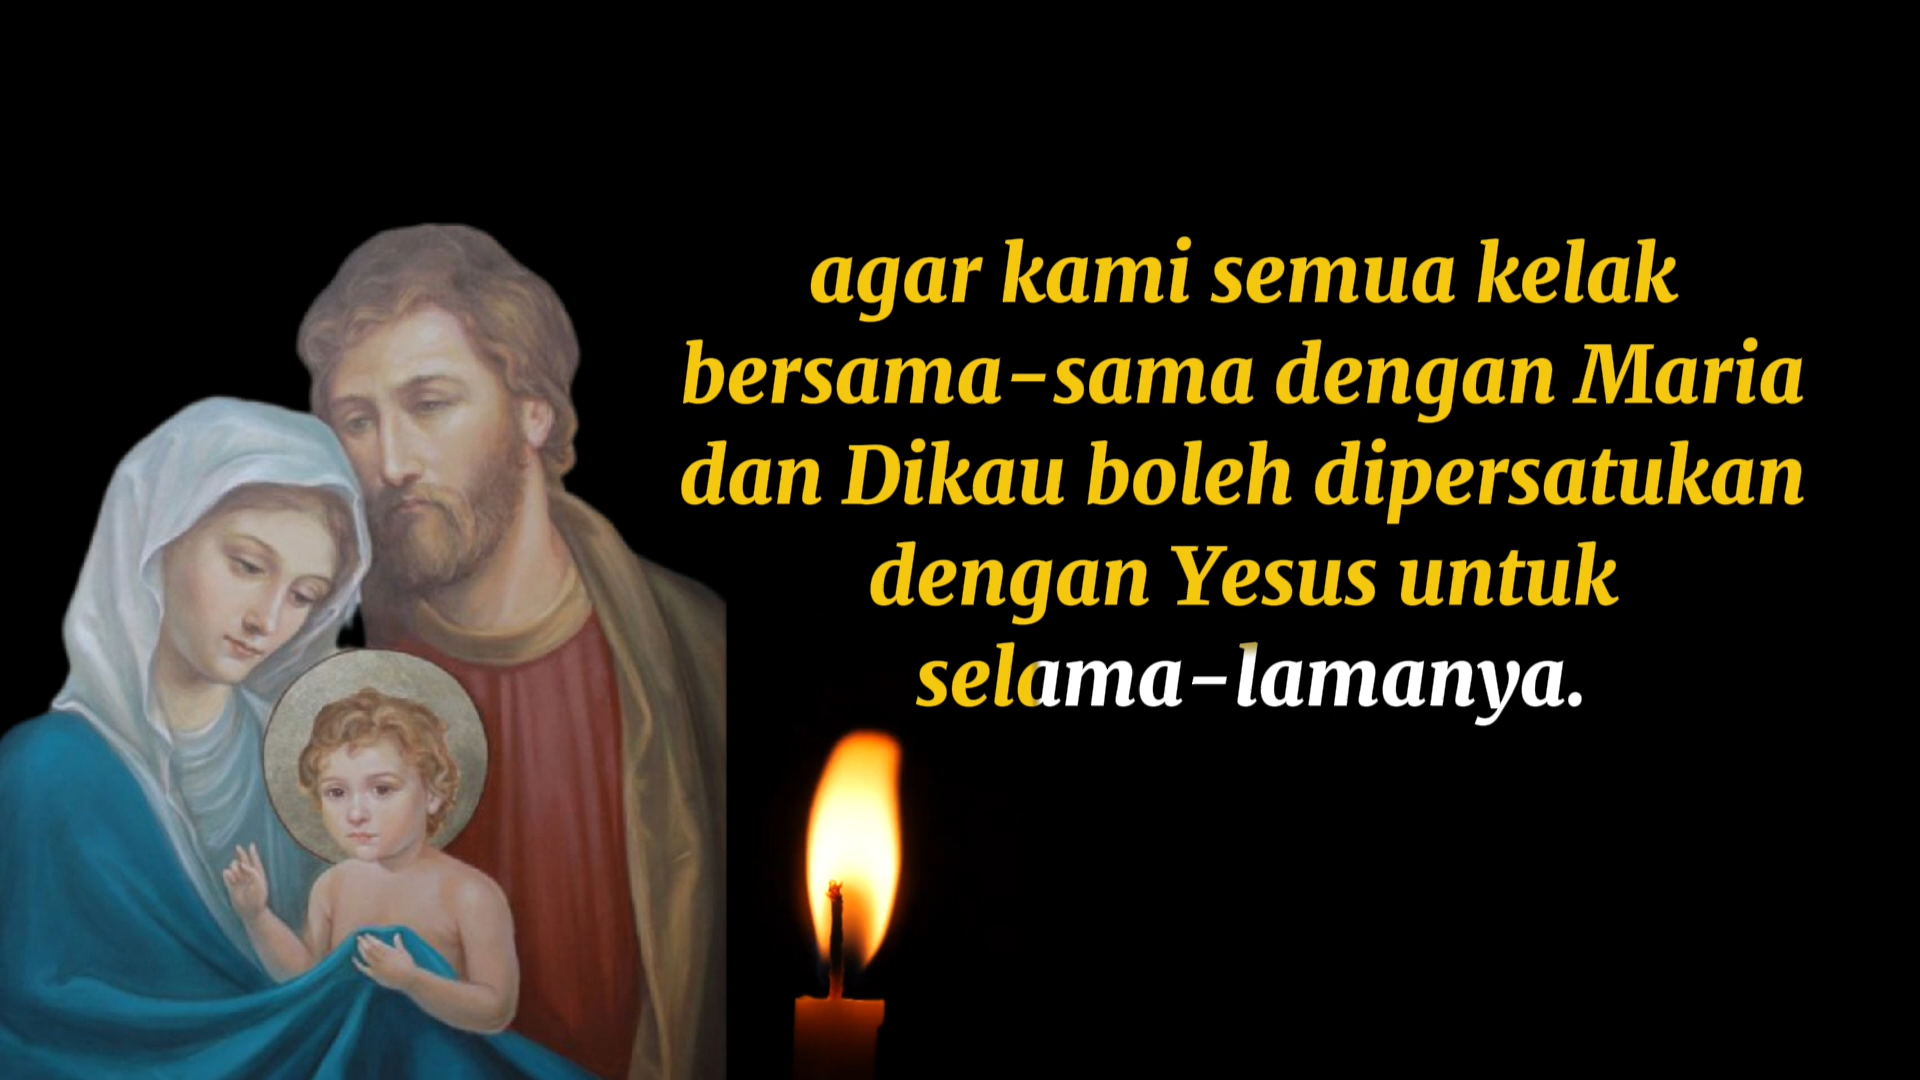 agar kami semua kelak
bersama-sama dengan Maria
dan Dikau boleh dipersatukan
dengan Yesus untuk
selama-lamanya.